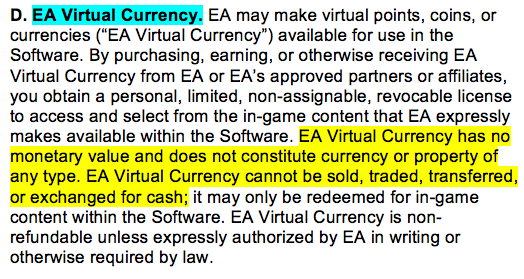 D. EA Virtual Currency. EA may make virtual points, coins, or
currencies (“EA Virtual Currency”) available for use in the
Software. By purchasing, earning, or otherwise receiving EA
Virtual Currency from EA or EA’s approved partners or affiliates,
you obtain a personal, limited, non-assignable, revocable license
to access and select from the in-game content that EA expressly
makes available within the Software. EA Virtual Currency has no
monetary value and does not constitute currency or property of
any type. EA Virtual Currency cannot be sold, traded, transferred,
or exchanged for cash; it may only be redeemed for in-game
content within the Software. EA Virtual Currency is non-
refundable unless expressly authorized by EA in writing or
otherwise required by law.